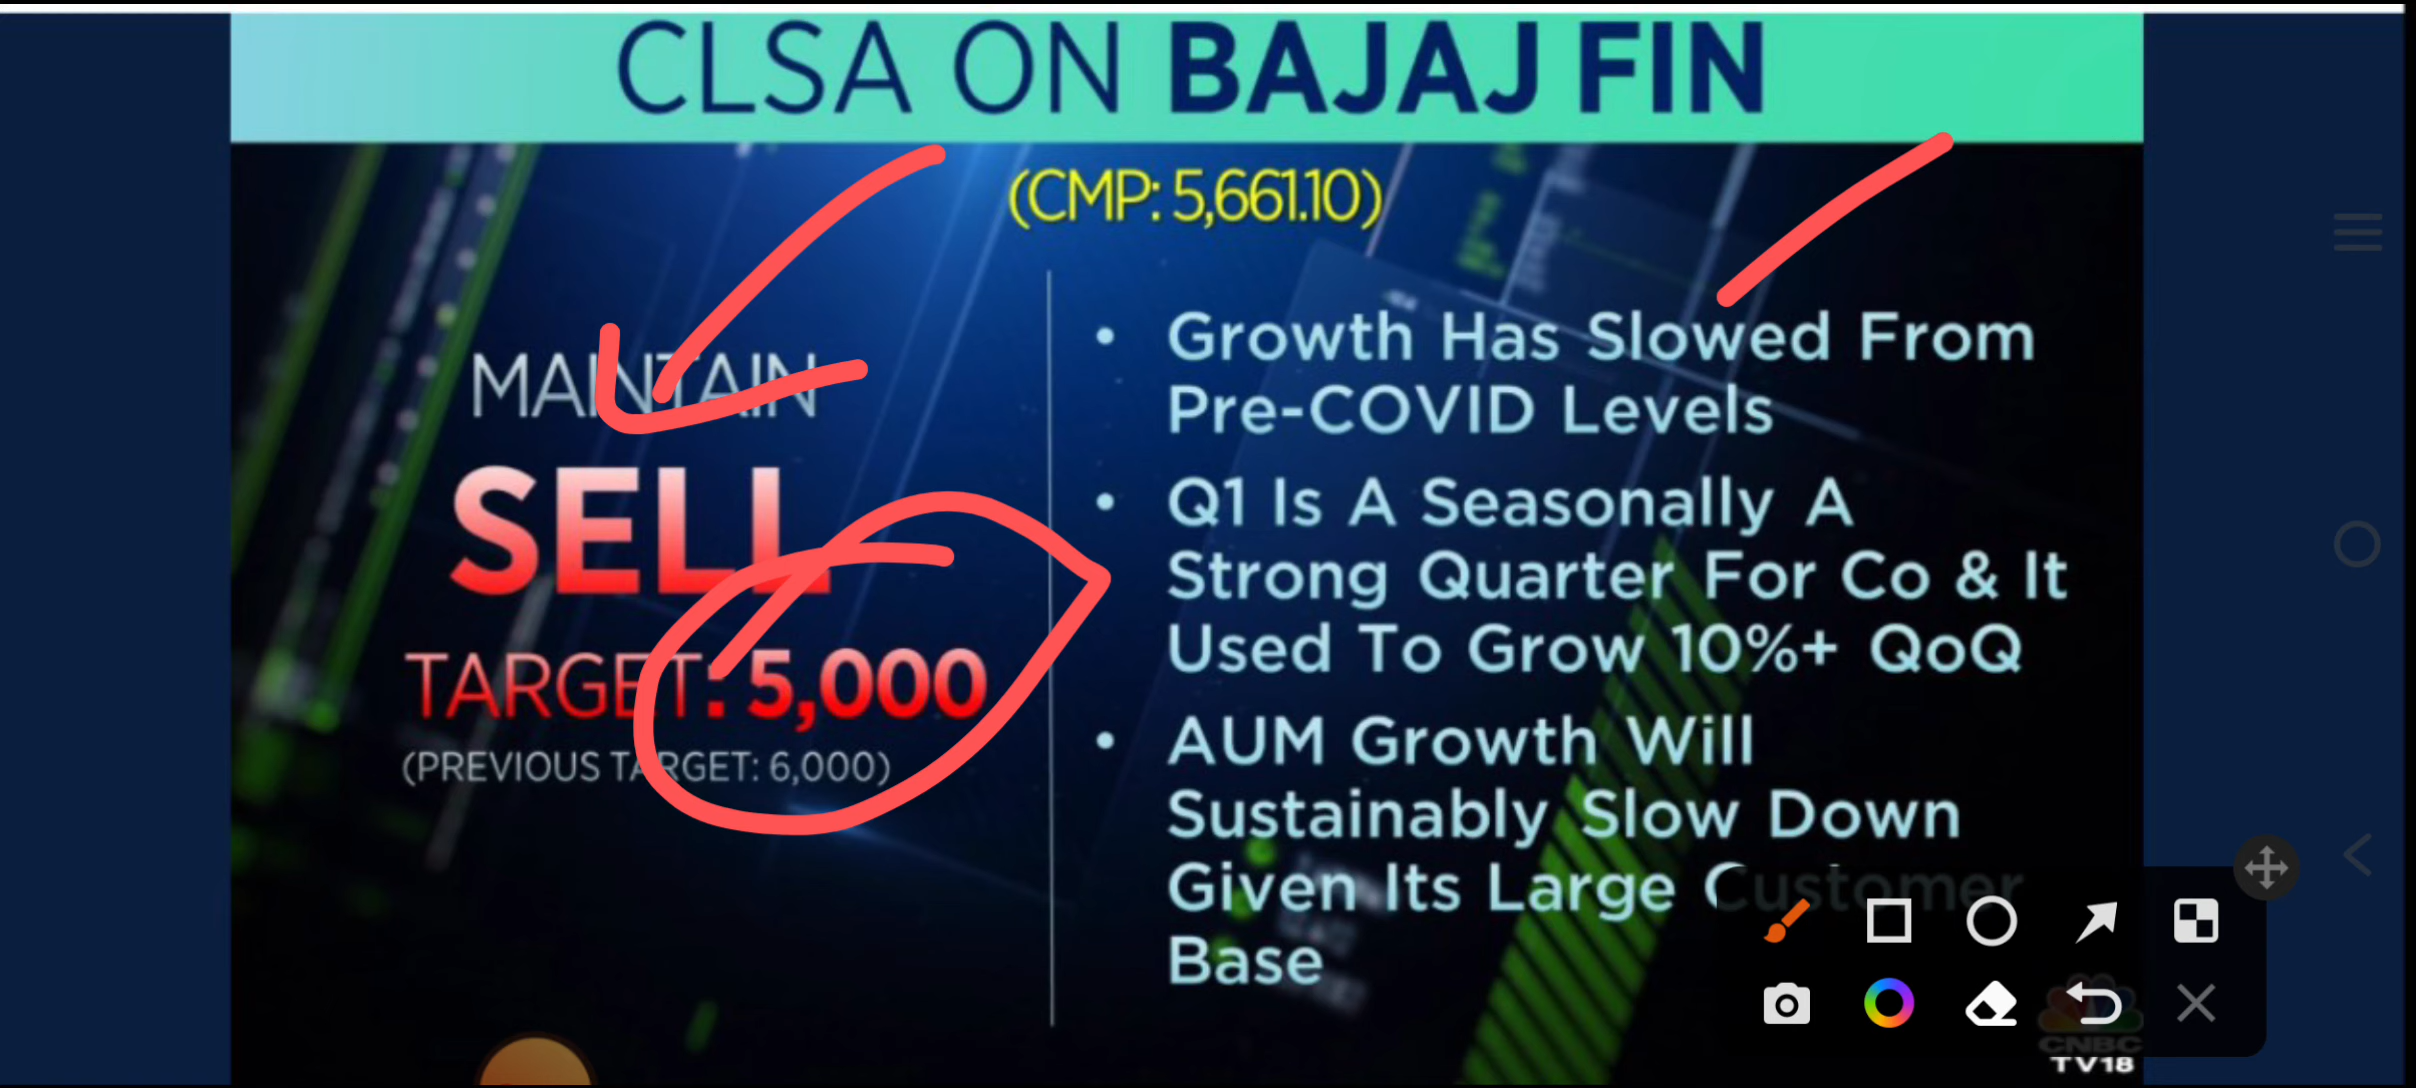 CLSA ON BAJAJ FIN
(CMP: 5,661.10)
MAINTAIN
SELL
TARGET: 5,000
(PREVIOUS TARGET: 6,000)
• Growth Has Slowed From
Pre-COVID Levels
• Q1 Is A Seasonally A
Strong Quarter For Co & It
Used To Grow 10%+ QoQ
• AUM Growth Will
Sustainably Slow Down
Given Its Large Customer
Base
CNBC
TV18